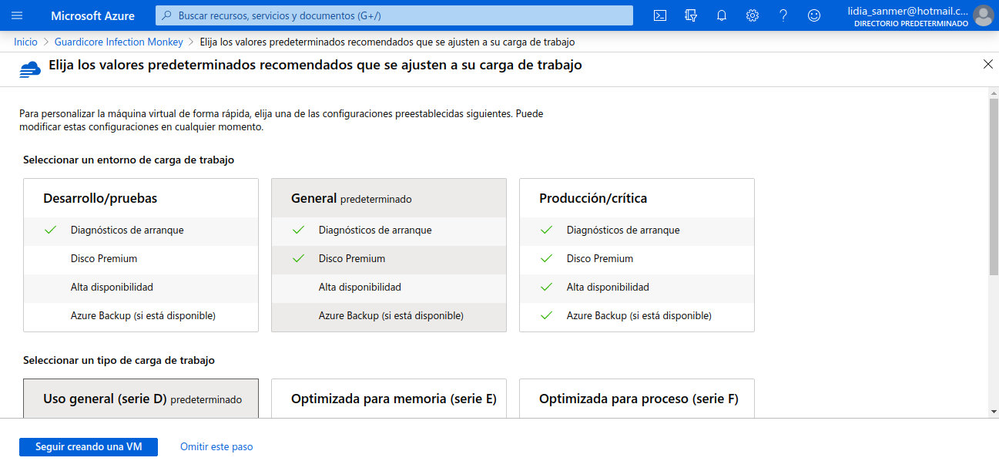 Microsoft Azure
Buscar recursos, servicios y documentos (G+/)
lidia_sanmer@hotmail.c...
DIRECTORIO PREDETERMINADO
Inicio > Guardicore Infection Monkey > Elija los valores predeterminados recomendados que se ajusten a su carga de trabajo
Elija los valores predeterminados recomendados que se ajusten a su carga de trabajo
Para personalizar la máquina virtual de forma rápida, elija una de las configuraciones preestablecidas siguientes. Puede
modificar estas configuraciones en cualquier momento.
Seleccionar un entorno de carga de trabajo
Desarrollo/pruebas
Diagnósticos de arranque
Disco Premium
Alta disponibilidad
Azure Backup (si está disponible)
General predeterminado
Diagnósticos de arranque
Disco Premium
Alta disponibilidad
Azure Backup (si está disponible)
Producción/crítica
Diagnósticos de arranque
Disco Premium
Alta disponibilidad
Azure Backup (si está disponible)
Seleccionar un tipo de carga de trabajo
Uso general (serie D) predeterminado
Optimizada para memoria (serie E)
Optimizada para proceso (serie F)
Seguir creando una VM
Omitir este paso